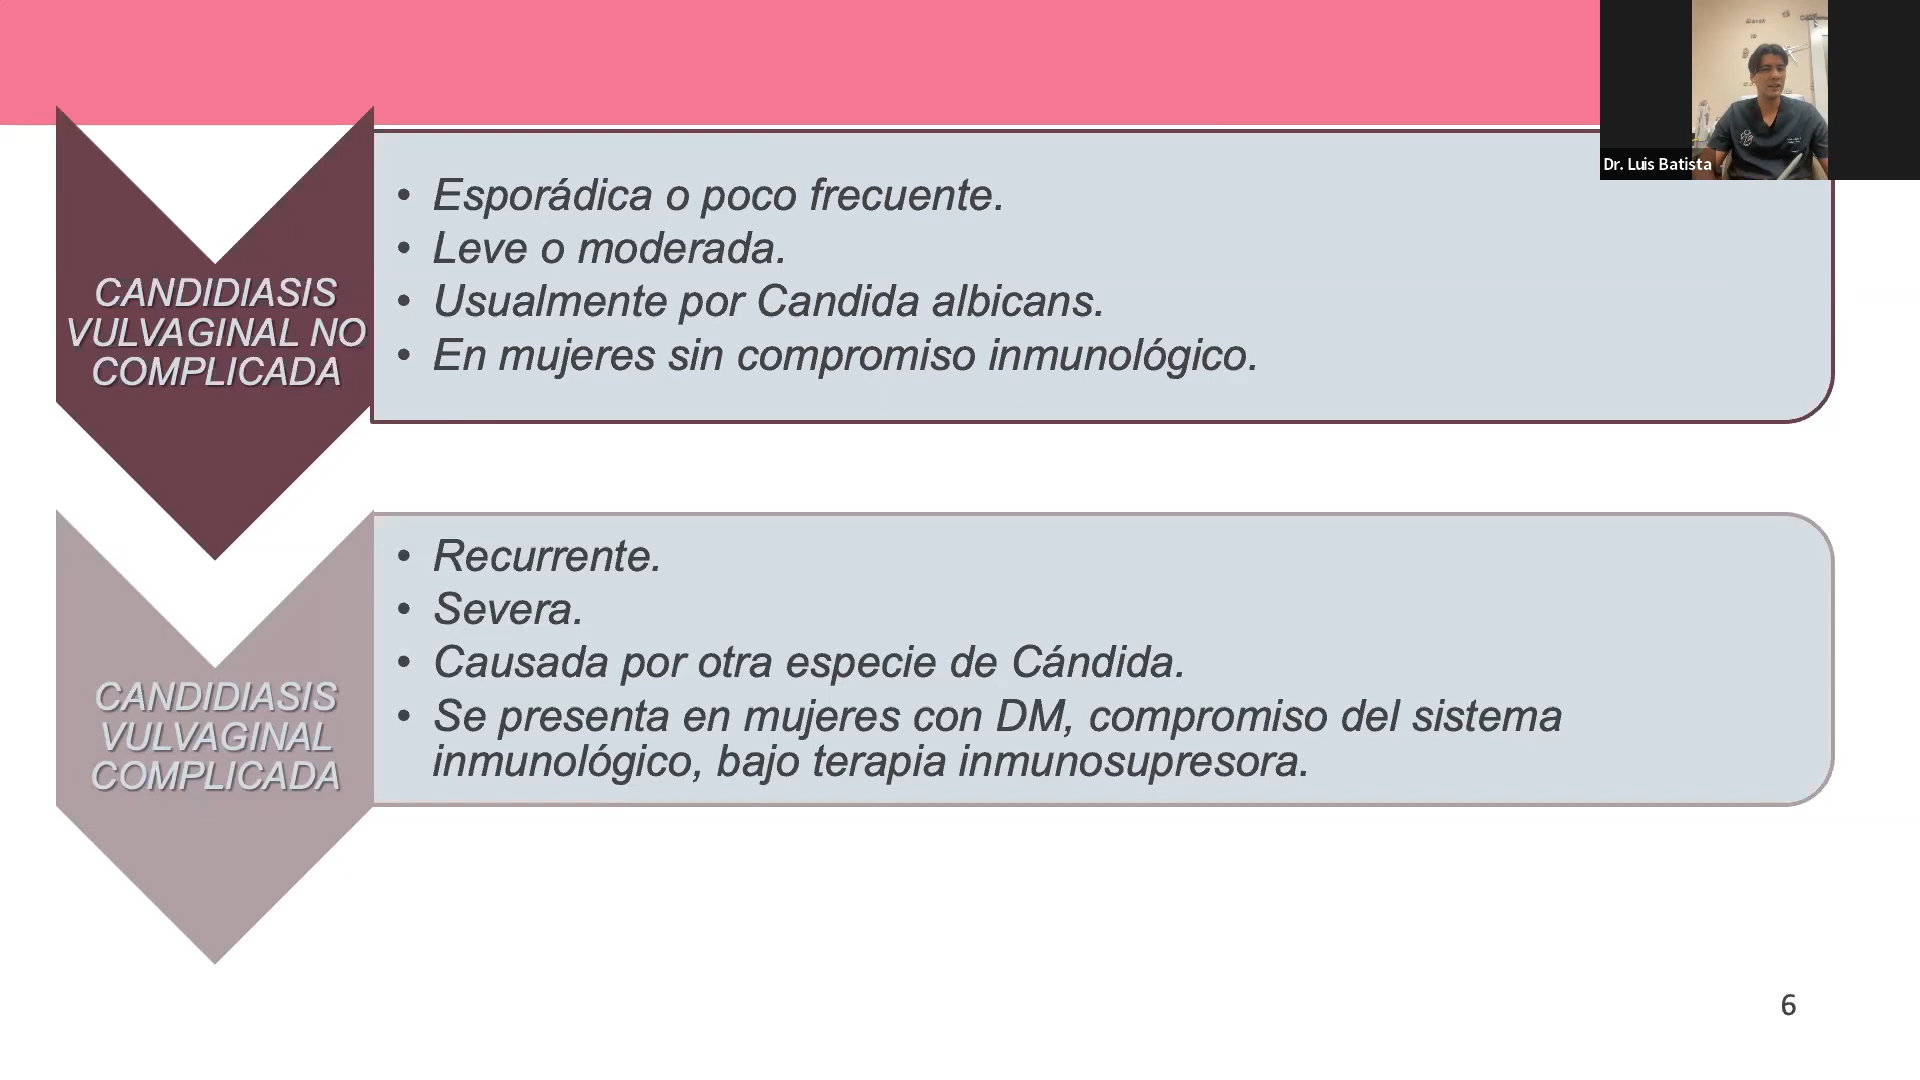 Dr. Luis Batista
CANDIDIASIS
VULVAGINAL NO
COMPLICADA
• Esporádica o poco frecuente.
• Leve o moderada.
• Usualmente por Candida albicans.
• En mujeres sin compromiso inmunológico.
CANDIDIASIS
VULVAGINAL
COMPLICADA
• Recurrente.
• Severa.
• Causada por otra especie de Cándida.
• Se presenta en mujeres con DM, compromiso del sistema
inmunológico, bajo terapia inmunosupresora.
6